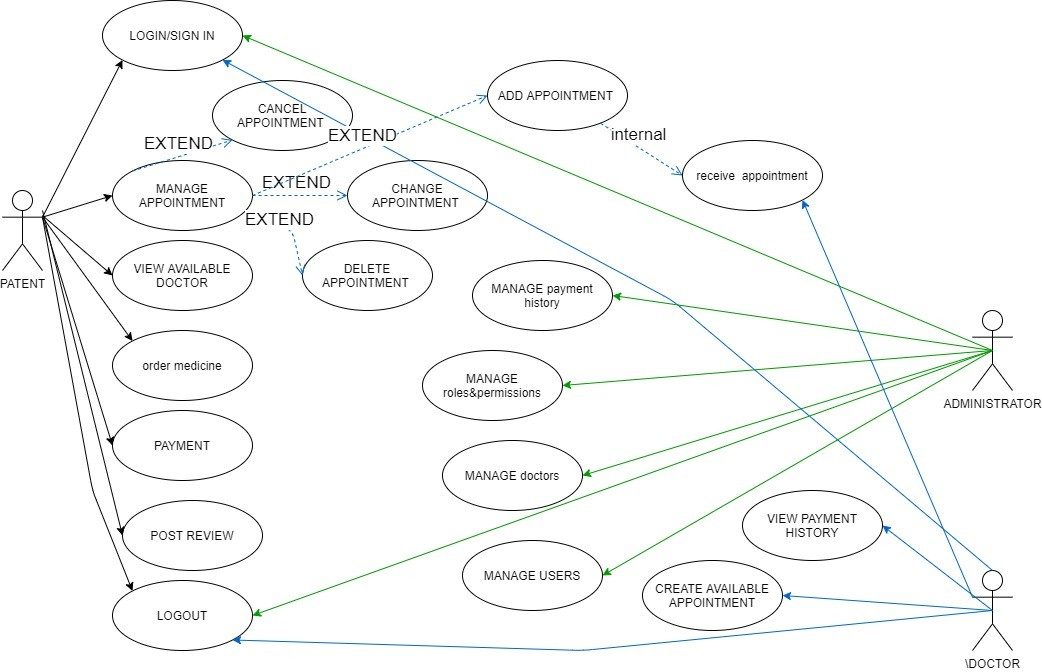 LOGIN/SIGN IN
CANCEL
APPOINTMENT
ADD APPOINTMENT
EXTEND
EXTEND
internal
MANAGE
APPOINTMENT
EXTEND
CHANGE
APPOINTMENT
receive  appointment
EXTEND
PATENT
VIEW AVAILABLE
DOCTOR
DELETE
APPOINTMENT
MANAGE payment
history
order medicine
MANAGE
roles&permissions
ADMINISTRATOR
PAYMENT
MANAGE doctors
POST REVIEW
VIEW PAYMENT
HISTORY
MANAGE USERS
CREATE AVAILABLE
APPOINTMENT
LOGOUT
\DOCTOR